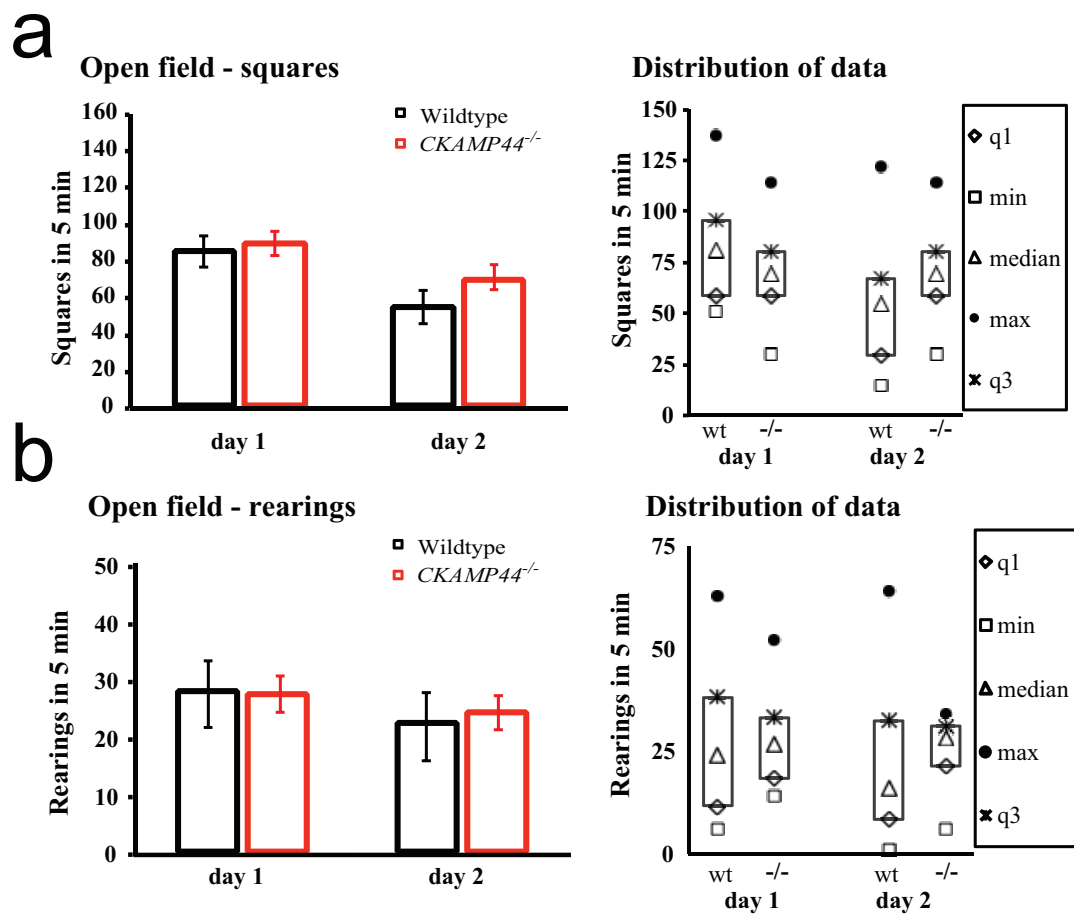 a
Open field - squares
Wildtype
CKAMP44-/-
Squares in 5 min
160
140
120
100
80
60
40
20
0
day 1 day 2
Distribution of data
Squares in 5 min
150
125
100
75
50
25
0
wt -/- wt -/-
day 1 day 2
q1
min
median
max
q3
b
Open field - rearings
Wildtype
CKAMP44-/-
Rearings in 5 min
50
40
30
20
10
0
day 1 day 2
Distribution of data
Rearings in 5 min
75
50
25
0
wt -/- wt -/-
day 1 day 2
q1
min
median
max
q3